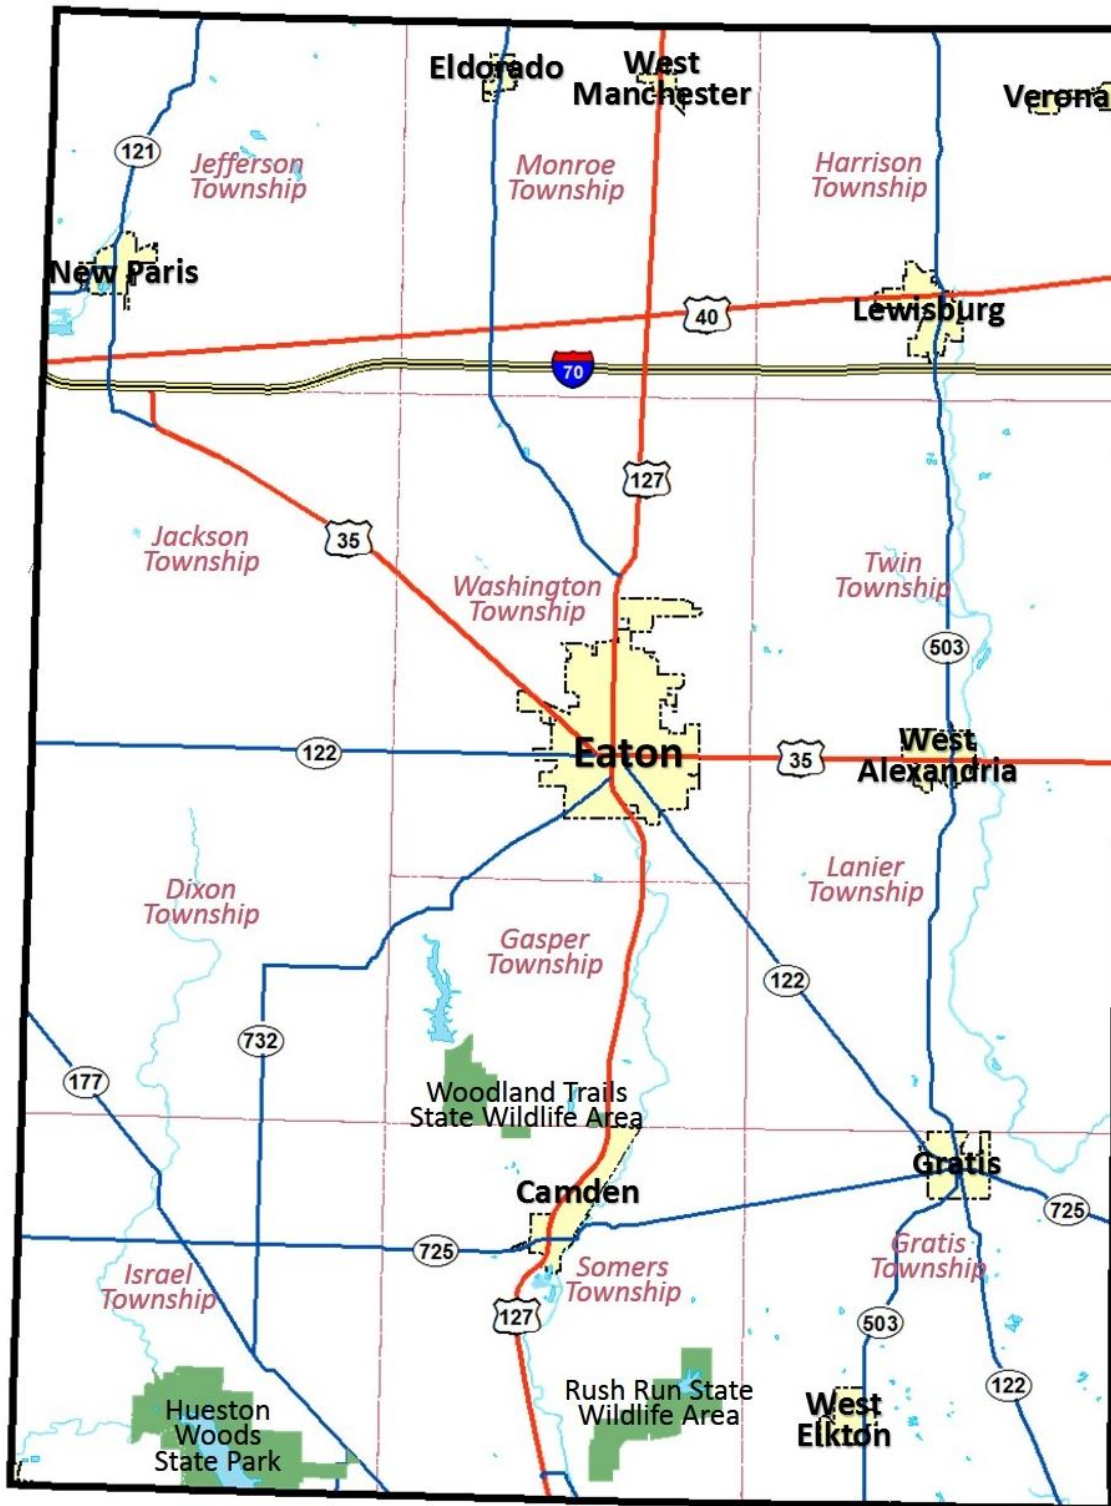 Eldorado
West
Manchester
Verona
121
Jefferson
Township
Monroe
Township
Harrison
Township
New Paris
40
Lewisburg
70
127
35
Jackson
Township
Washington
Township
Twin
Township
503
122
Eaton
35
West
Alexandria
Dixon
Township
Lanier
Township
Gasper
Township
122
732
177
Woodland Trails
State Wildlife Area
Gratis
Camden
725
725
Gratis
Township
Israel
Township
Somers
Township
127
503
122
Rush Run State
Wildlife Area
West
Elkton
Hueston
Woods
State Park